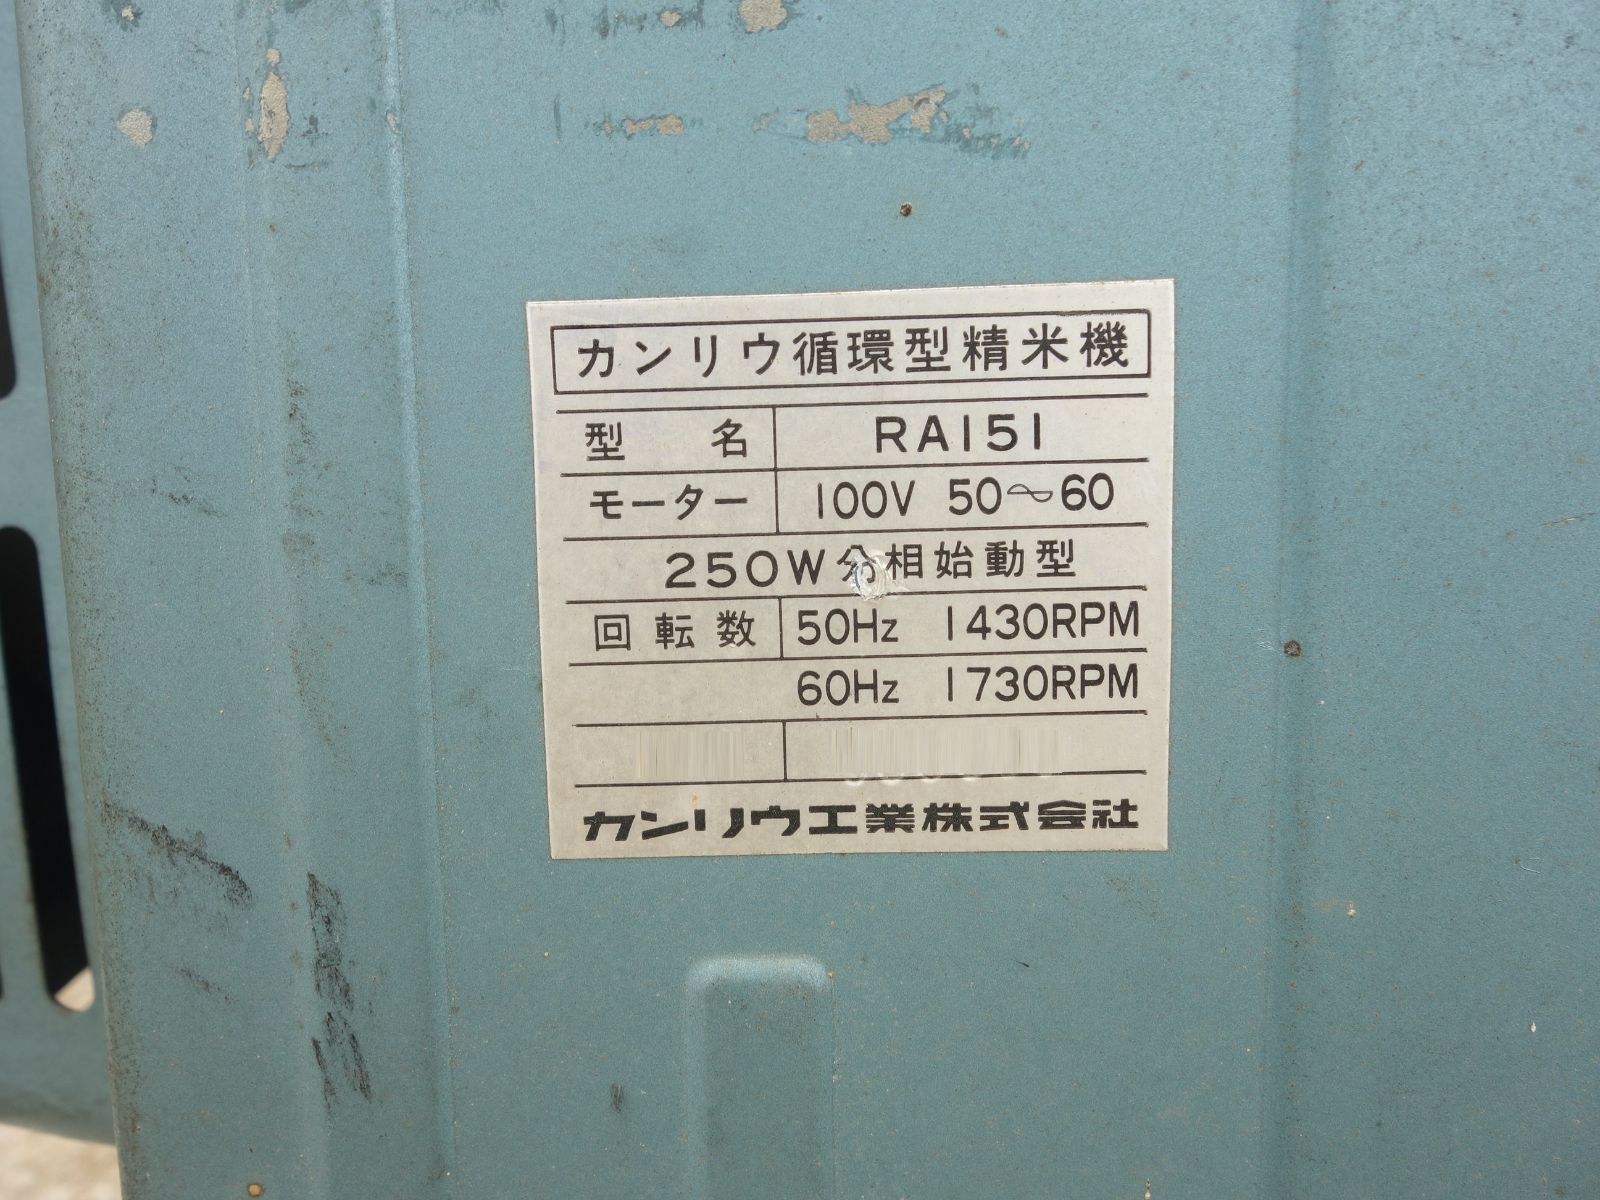 カンリウ循環型精米機
型名 RA151
モーター 100V 50〜60
250W分相始動型
回転数 50Hz 1430RPM
60Hz 1730RPM
カンリウ工業株式会社